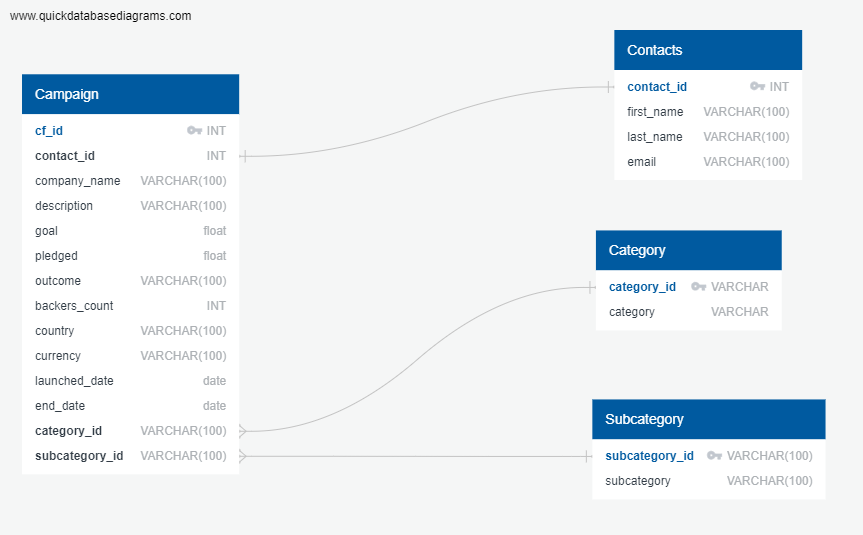 www.quickdatabasediagrams.com
Campaign
cf_id INT
contact_id INT
company_name VARCHAR(100)
description VARCHAR(100)
goal float
pledged float
outcome VARCHAR(100)
backers_count INT
country VARCHAR(100)
currency VARCHAR(100)
launched_date date
end_date date
category_id VARCHAR(100)
subcategory_id VARCHAR(100)
Contacts
contact_id INT
first_name VARCHAR(100)
last_name VARCHAR(100)
email VARCHAR(100)
Category
category_id VARCHAR
category VARCHAR
Subcategory
subcategory_id VARCHAR(100)
subcategory VARCHAR(100)